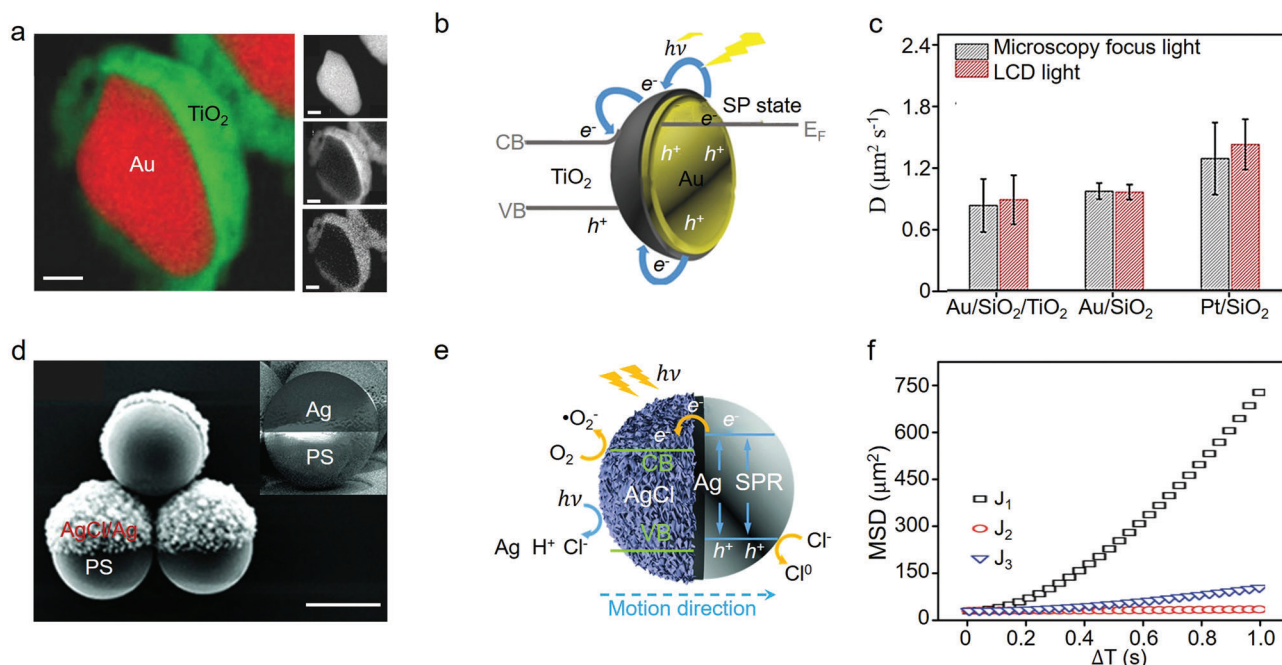 a
TiO2
Au
b
hν
SP state
e-
e-
EF
CB
h+
h+
TiO2
Au
VB
h+
h+
e-
c
D (μm2 s-1)
2.4
1.8
1.2
0.6
0
Microscopy focus light
LCD light
Au/SiO2/TiO2
Au/SiO2
Pt/SiO2
d
Ag
PS
AgCl/Ag
PS
e
hν
•O2-
e-
e-
e-
O2
CB
Ag
SPR
AgCl
hν
VB
Ag H+ Cl-
h+
h+
Cl-
Cl0
Motion direction
f
MSD (μm2)
750
600
450
300
150
0
J1
J2
J3
0
0.2
0.4
0.6
0.8
1.0
ΔT (s)